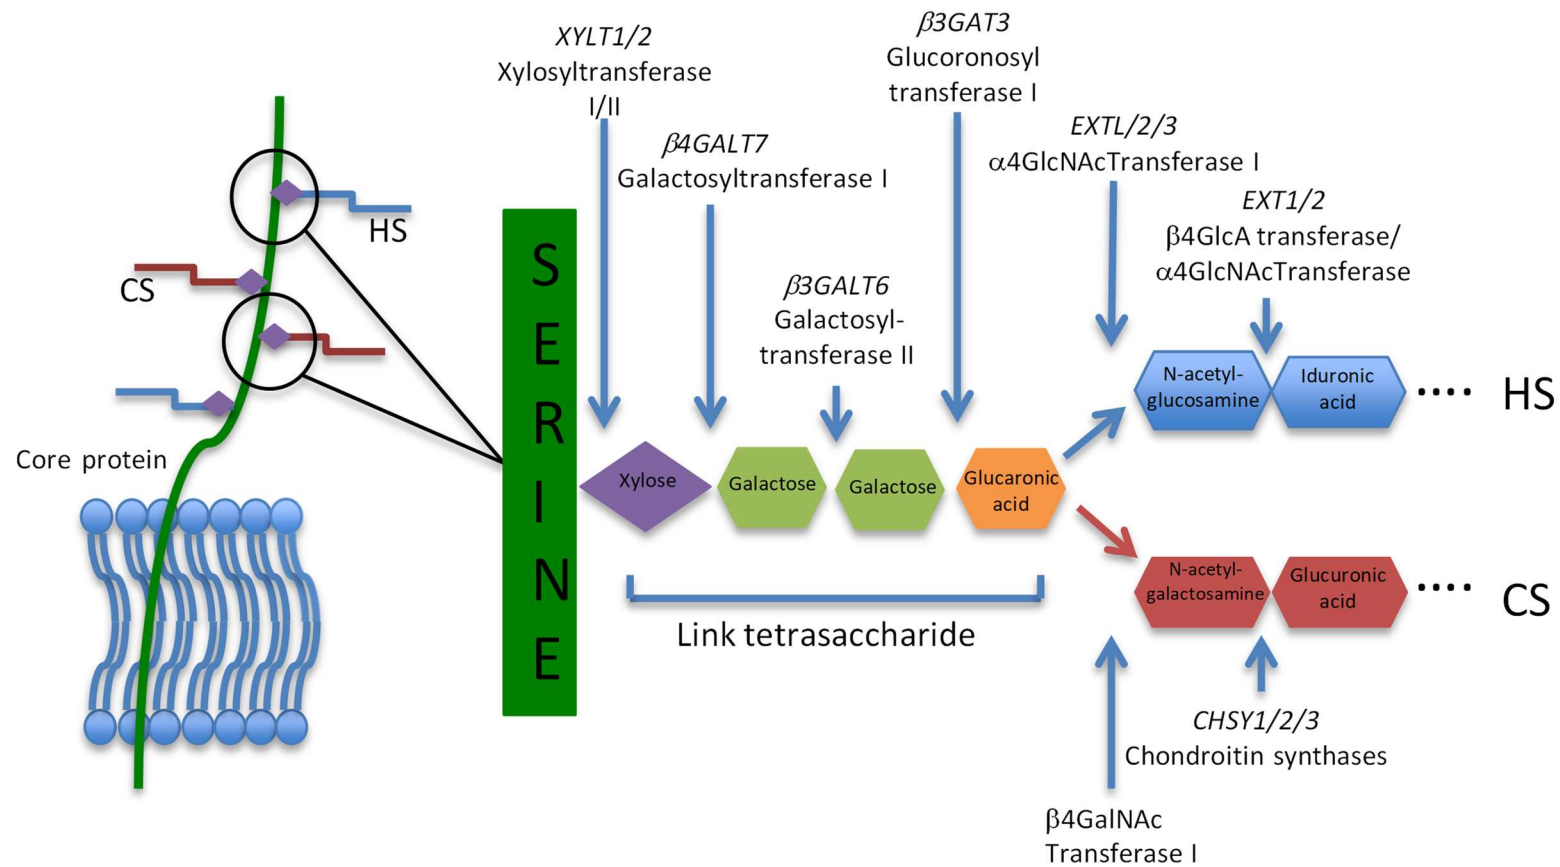 XYLT1/2
Xylosyltransferase
I/II
β4GALT7
Galactosyltransferase I
β3GALT6
Galactosyl-
transferase II
β3GAT3
Glucoronosyl
transferase I
EXTL/2/3
α4GlcNAcTransferase I
EXT1/2
β4GlcA transferase/
α4GlcNAcTransferase
HS
CS
Core protein
SERINE
Xylose
Galactose
Galactose
Glucaronic
acid
N-acetyl-
glucosamine
Iduronic
acid
....
HS
N-acetyl-
galactosamine
Glucuronic
acid
....
CS
Link tetrasaccharide
CHSY1/2/3
Chondroitin synthases
β4GalNAc
Transferase I